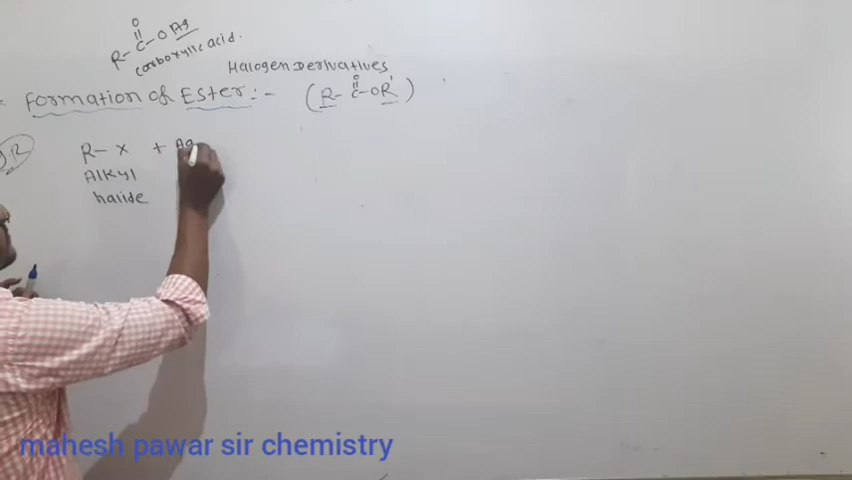 O
R-C-OAg
carboxylic acid.
Halogen Derivatives
Formation of Ester:- (R-C-OR')
O
G.R
R-X + Ag
Alkyl
halide
mahesh pawar sir chemistry